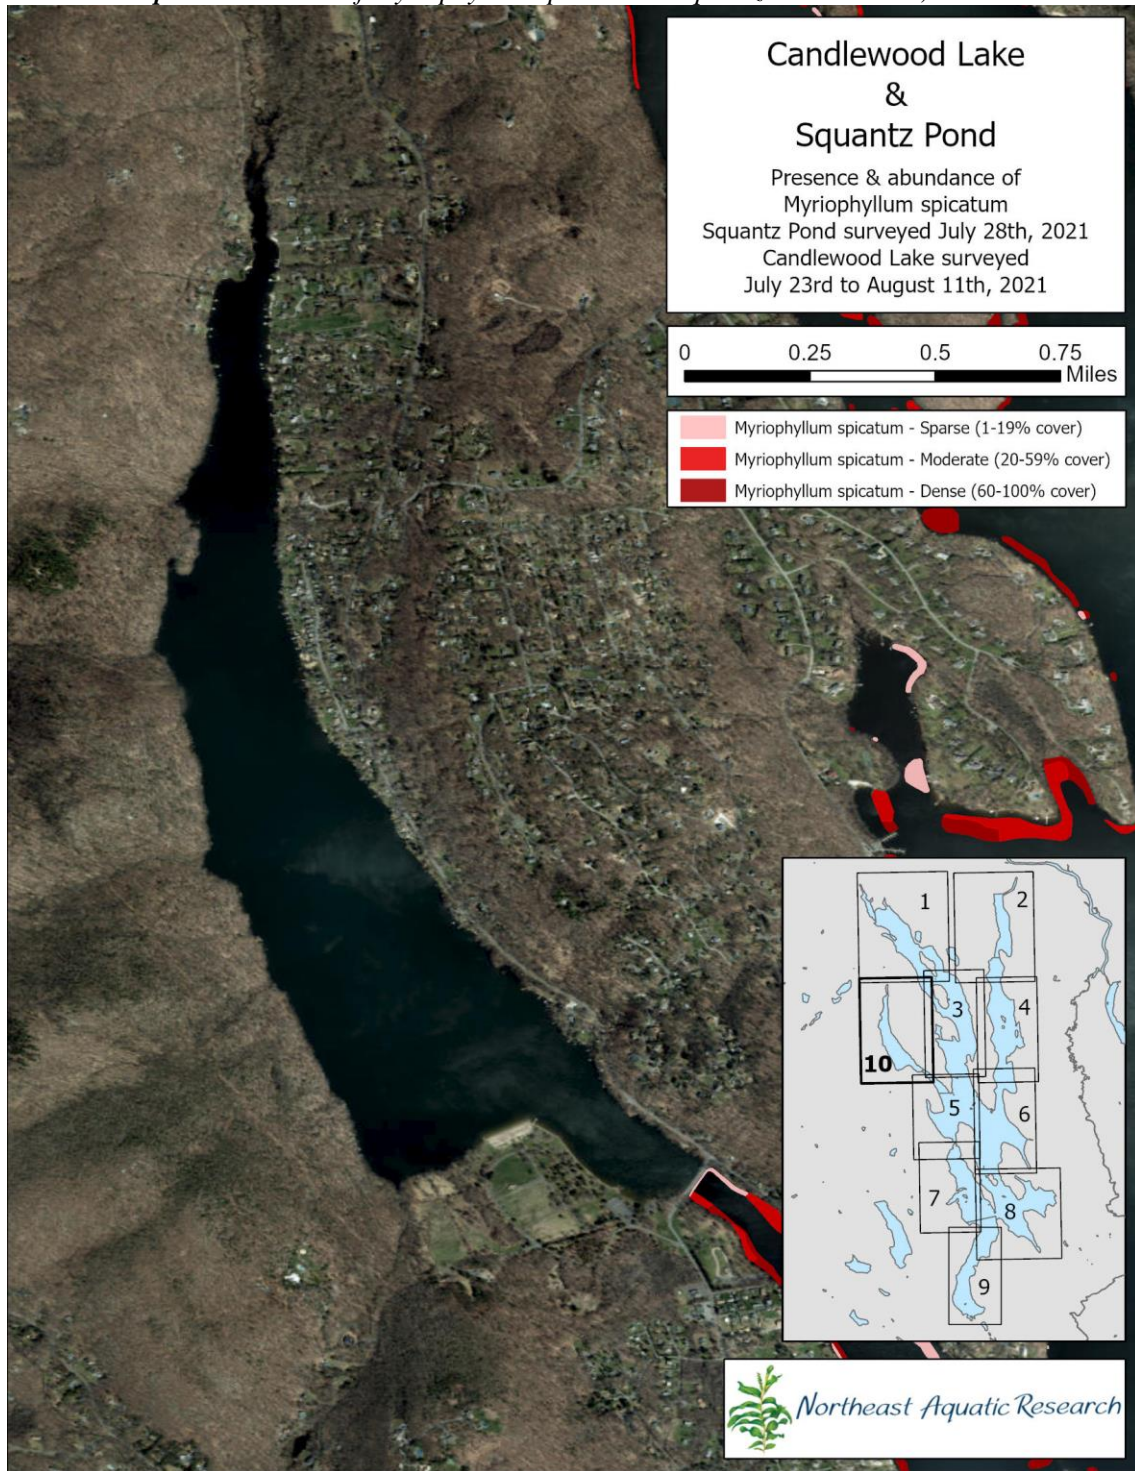 Candlewood Lake
&
Squantz Pond
Presence & abundance of
Myriophyllum spicatum
Squantz Pond surveyed July 28th, 2021
Candlewood Lake surveyed
July 23rd to August 11th, 2021
0 0.25 0.5 0.75
Miles
Myriophyllum spicatum - Sparse (1-19% cover)
Myriophyllum spicatum - Moderate (20-59% cover)
Myriophyllum spicatum - Dense (60-100% cover)
1 2
3 4
10
5 6
7 8
9
Northeast Aquatic Research